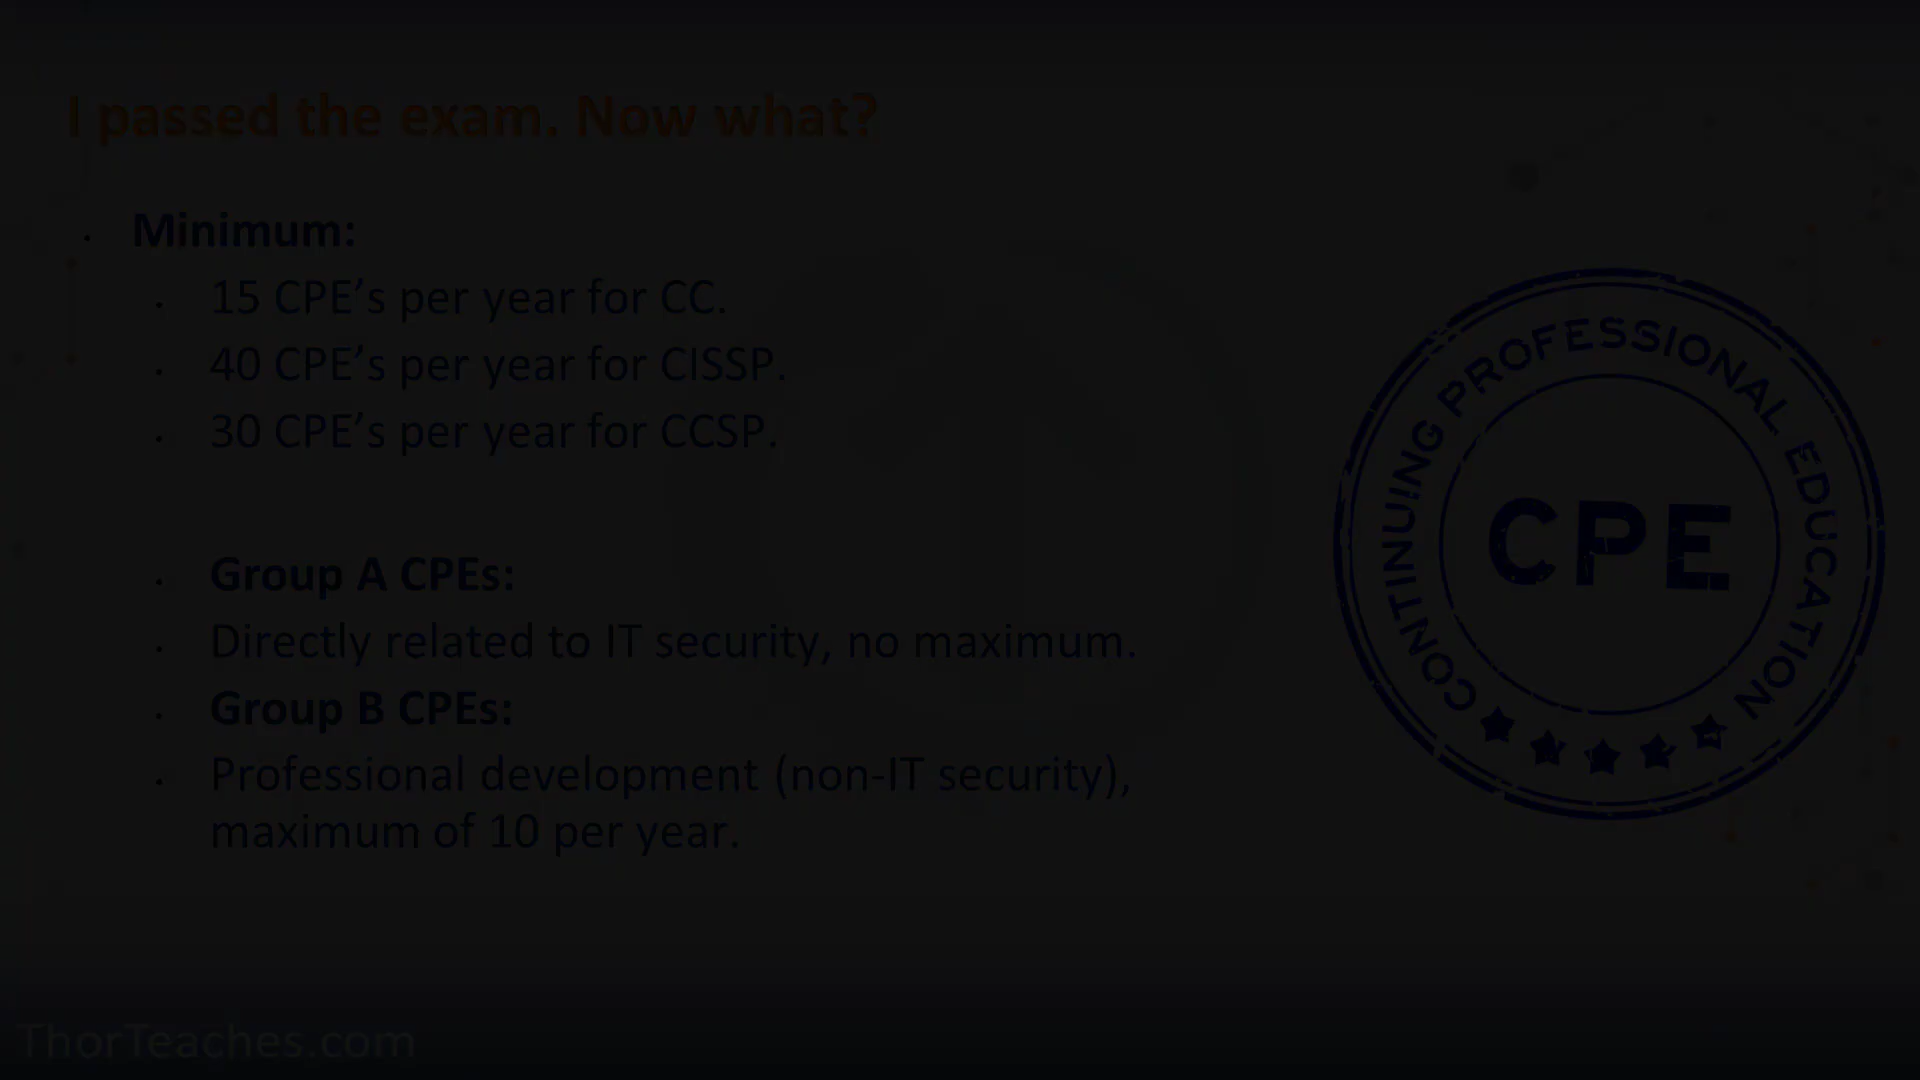 I passed the exam. Now what?
Minimum:
15 CPE’s per year for CC.
40 CPE’s per year for CISSP.
30 CPE’s per year for CCSP.
Group A CPEs:
Directly related to IT security, no maximum.
Group B CPEs:
Professional development (non-IT security),
maximum of 10 per year.
CONTINUING PROFESSIONAL EDUCATION
CPE
ThorTeaches.com